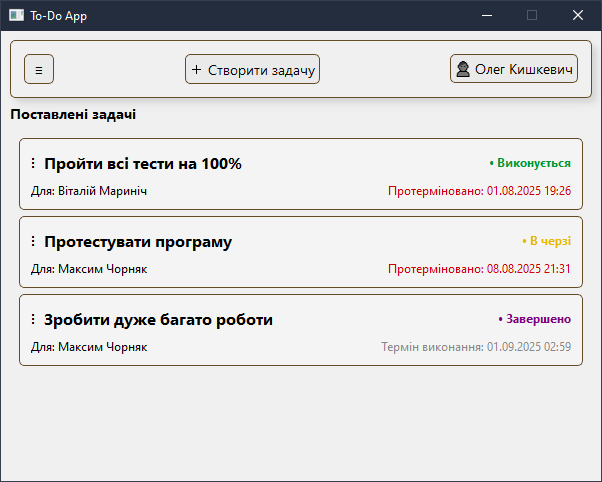 To-Do App
≡ + Створити задачу Олег Кишкевич
Поставлені задачі
⋮ Пройти всі тести на 100% • Виконується
Для: Віталій Мариніч Протерміновано: 01.08.2025 19:26
⋮ Протестувати програму • В черзі
Для: Максим Чорняк Протерміновано: 08.08.2025 21:31
⋮ Зробити дуже багато роботи • Завершено
Для: Максим Чорняк Термін виконання: 01.09.2025 02:59